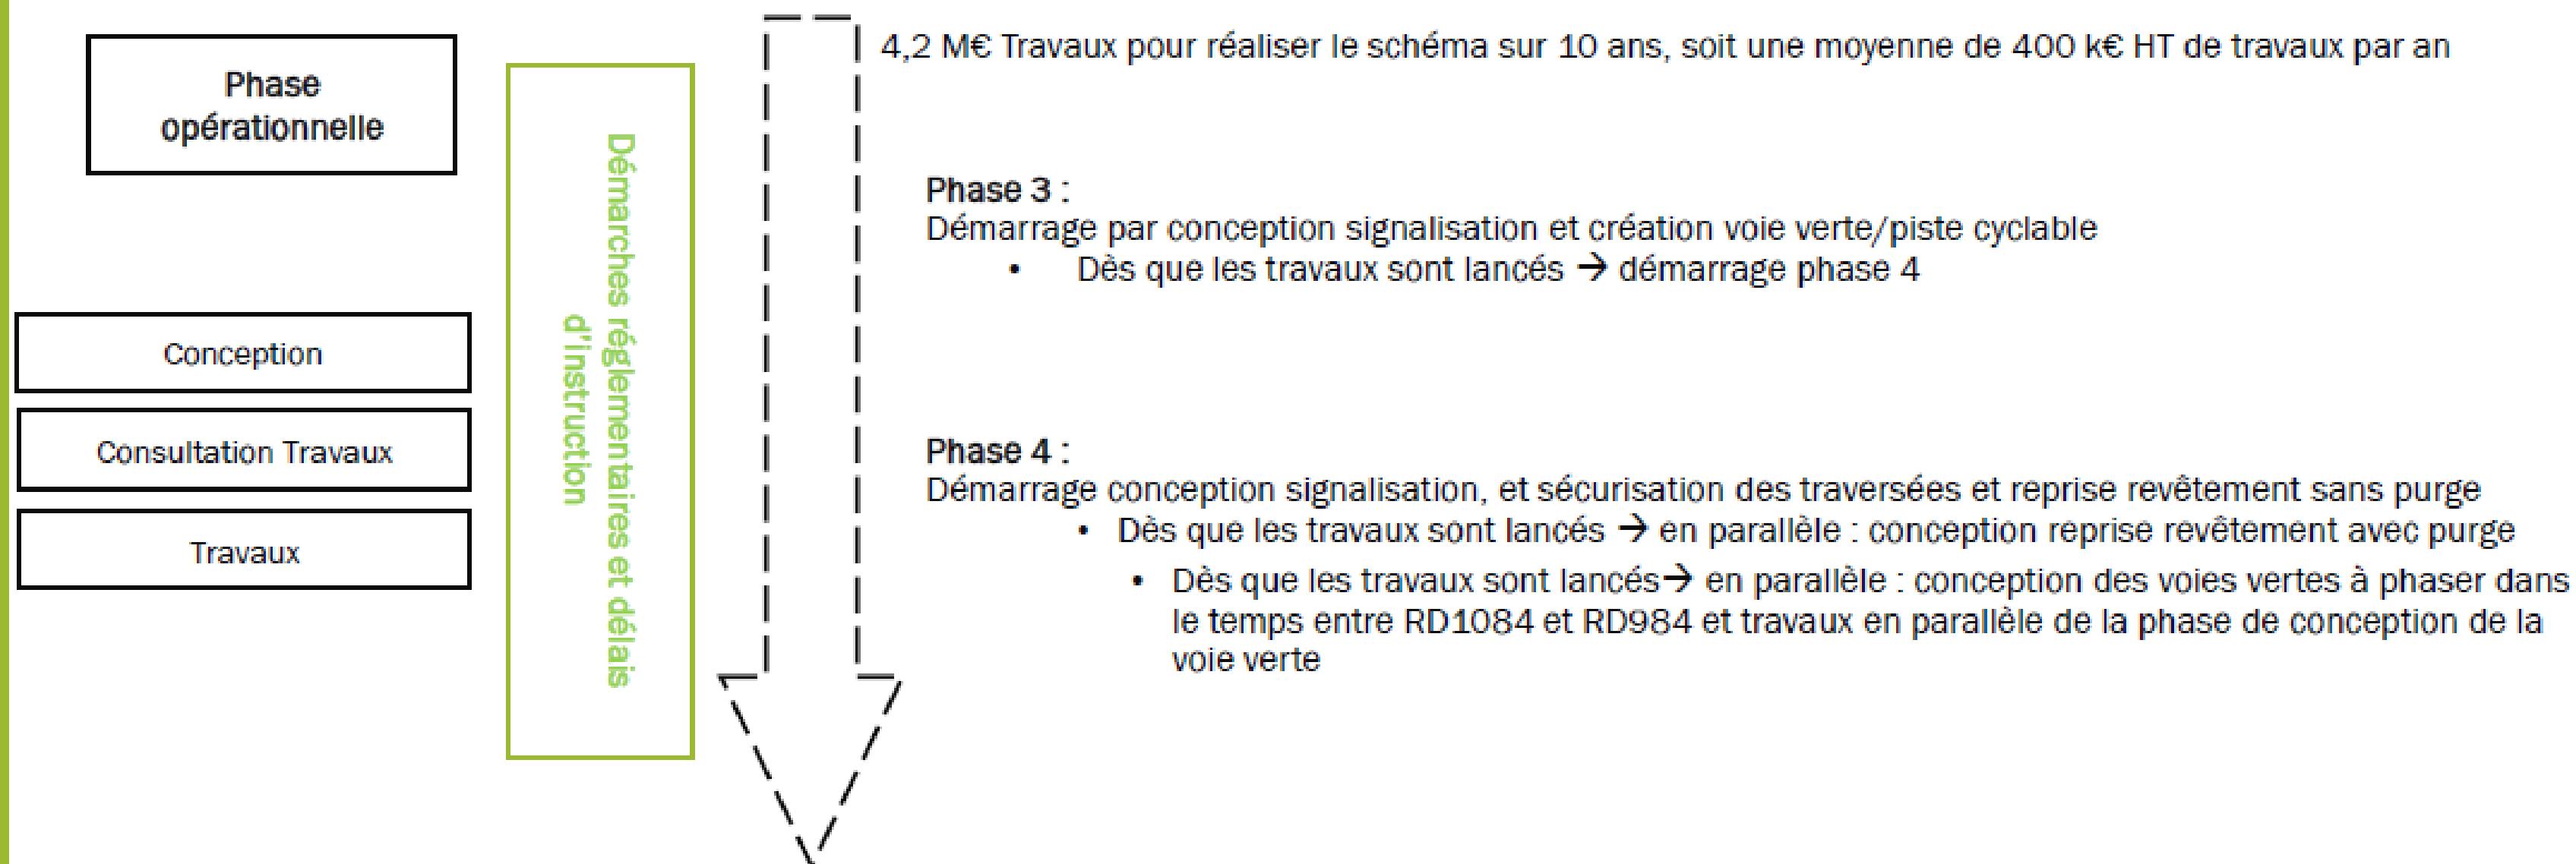 Phase
opérationnelle
Conception
Consultation Travaux
Travaux
Démarches réglementaires et délais
d'instruction
4,2 M€ Travaux pour réaliser le schéma sur 10 ans, soit une moyenne de 400 k€ HT de travaux par an
Phase 3 :
Démarrage par conception signalisation et création voie verte/piste cyclable
• Dès que les travaux sont lancés → démarrage phase 4
Phase 4 :
Démarrage conception signalisation, et sécurisation des traversées et reprise revêtement sans purge
• Dès que les travaux sont lancés → en parallèle : conception reprise revêtement avec purge
• Dès que les travaux sont lancés→ en parallèle : conception des voies vertes à phaser dans
le temps entre RD1084 et RD984 et travaux en parallèle de la phase de conception de la
voie verte